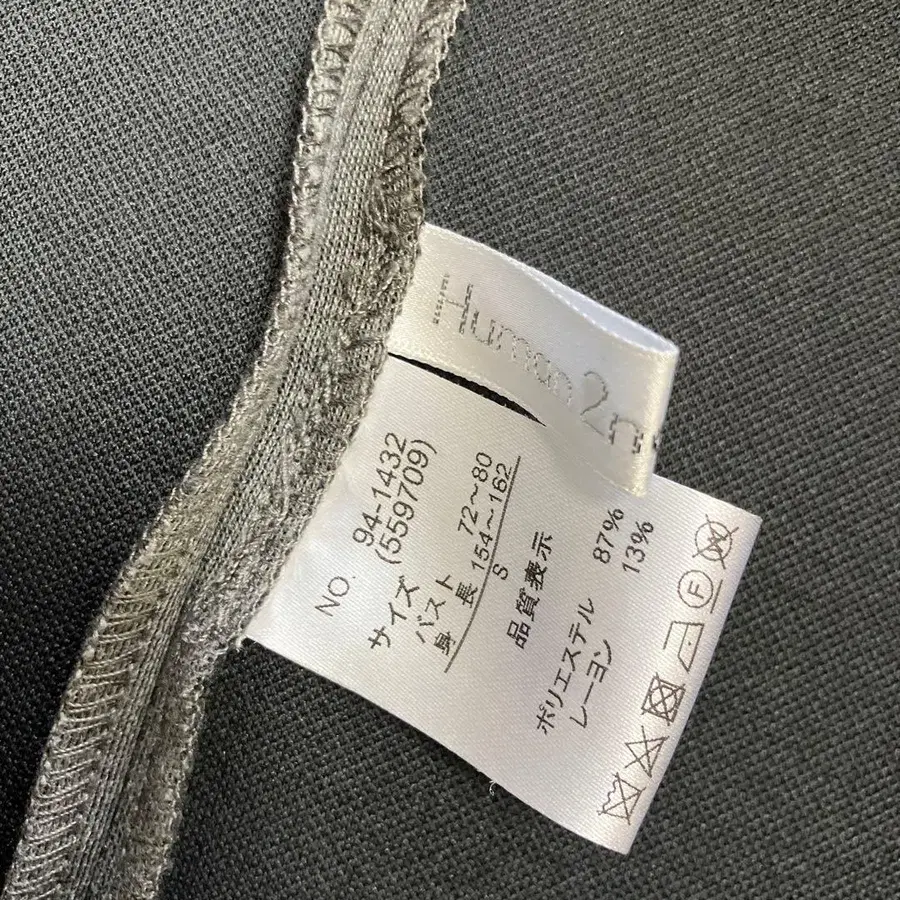 Human2n
NO. 94-1432
(559709)
サイズ
バスト 72～80
身長 154～162
S
品質表示
ポリエステル 87%
レーヨン 13%
F